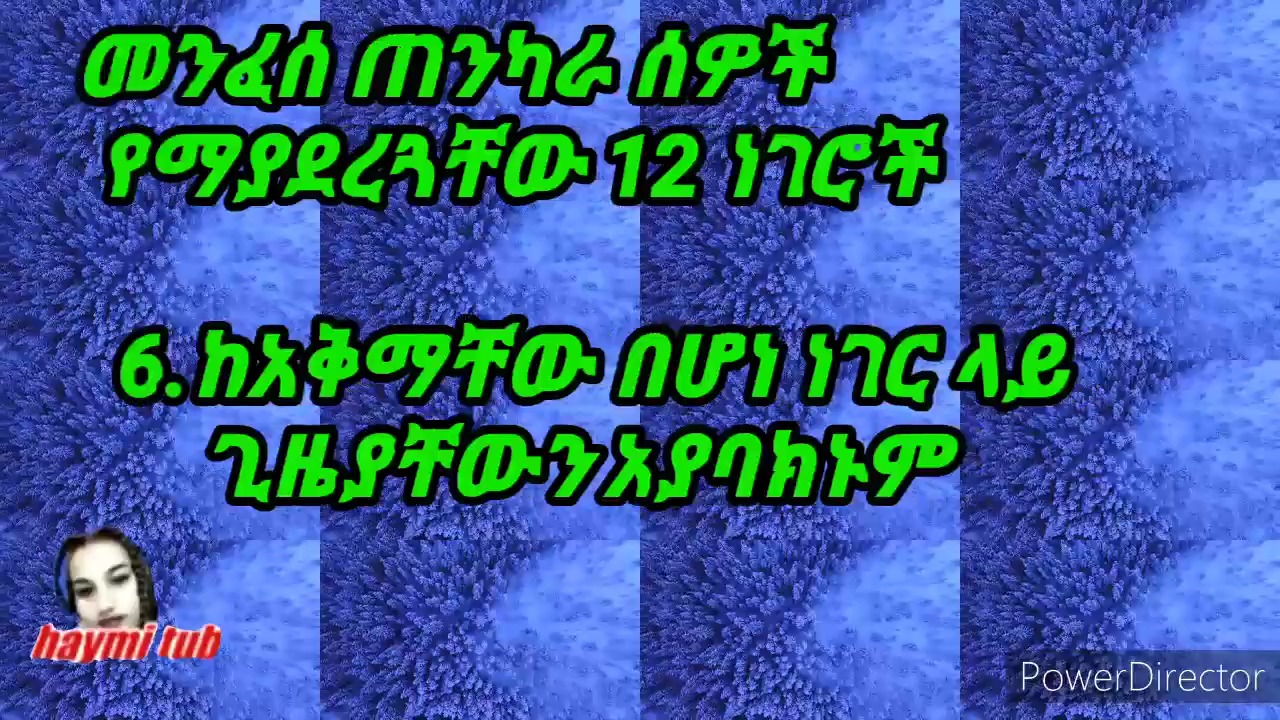 መንፈሰ ጠንካራ ሰዎች
የማያደረጓቸው 12 ነገሮች
6. ከአቅማቸው በሆነ ነገር ላይ
ጊዜያቸውን አያባክኑም
haymi tub
PowerDirector